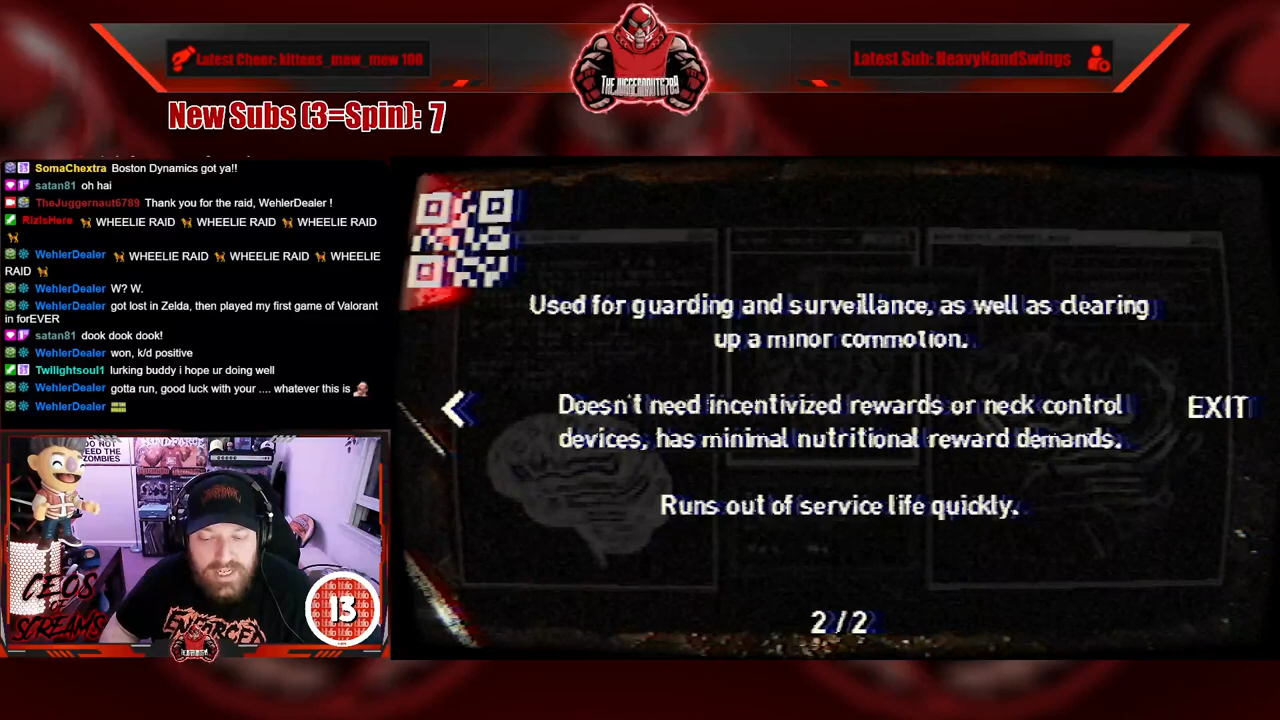 Latest Cheer: kittens_mew_mew 100
Latest Sub: HeavyHandSwings
THEJUGGERNAUT6789
New Subs (3=Spin): 7
SomaChextra Boston Dynamics got ya!!
satan81 oh hai
TheJuggernaut6789 Thank you for the raid, WehlerDealer !
RizIsHere WHEELIE RAID WHEELIE RAID WHEELIE RAID
WehlerDealer WHEELIE RAID WHEELIE RAID WHEELIE
RAID
WehlerDealer W? W.
WehlerDealer got lost in Zelda, then played my first game of Valorant
in forEVER
satan81 dook dook dook!
WehlerDealer won, k/d positive
Twilightsoul1 lurking buddy i hope ur doing well
WehlerDealer gotta run, good luck with your .... whatever this is
WehlerDealer
Used for guarding and surveillance, as well as clearing
up a minor commotion.
Doesn't need incentivized rewards or neck control
devices, has minimal nutritional reward demands.
Runs out of service life quickly.
<
EXIT
2/2
DO NOT
FEED THE
ZOMBIES
CEOS
OF
SCREAMS
13